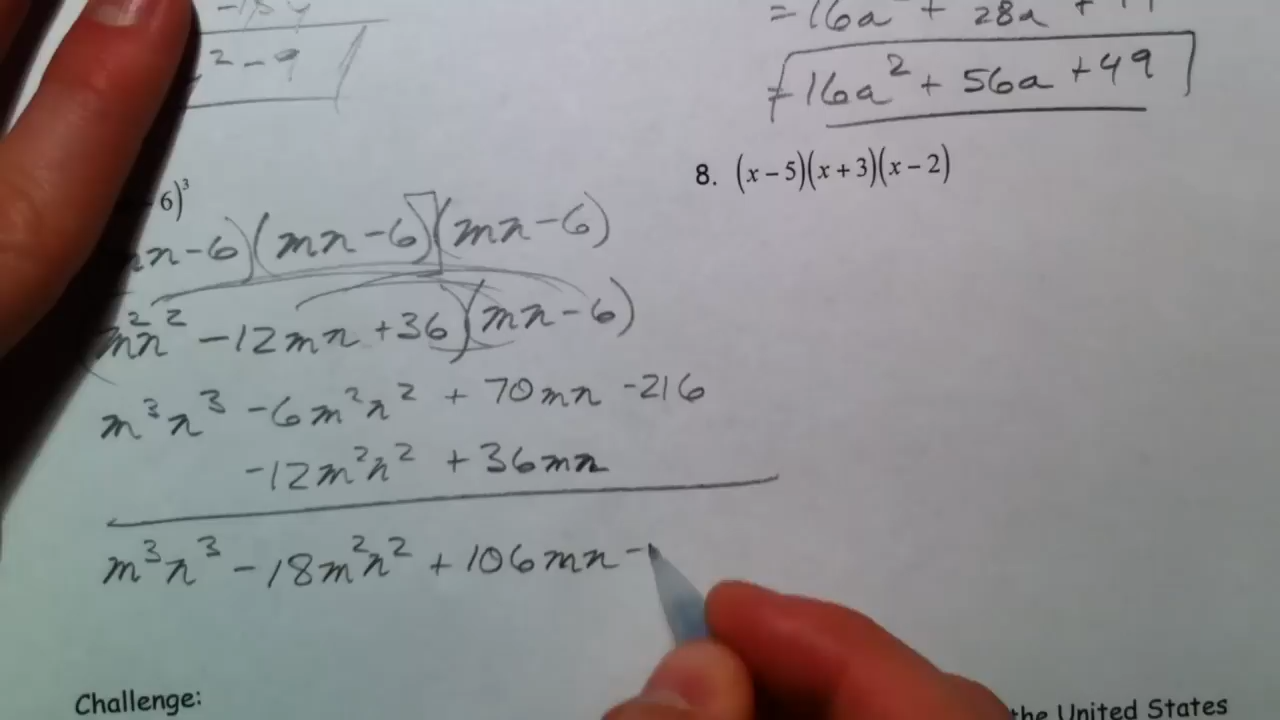 ² - 9
= 16a + 28a +
= 16a² + 56a + 49
6)³
n - 6)(mn - 6)(mn - 6)
m²n² - 12mn + 36)(mn - 6)
m³n³ - 6m²n² + 70mn - 216
- 12m²n² + 36mn
m³n³ - 18m²n² + 106mn -
8. (x - 5)(x + 3)(x - 2)
Challenge:
the United States